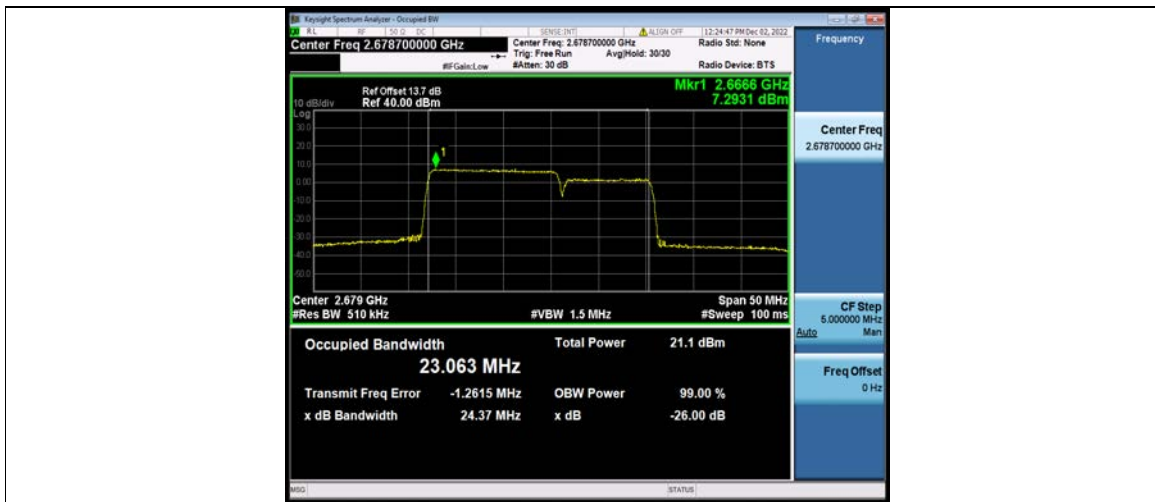 Keysight Spectrum Analyzer - Occupied BW
RL RF 50 Ω DC SENSE:INT ALIGN OFF 12:24:47 PM Dec 02, 2022
Center Freq 2.678700000 GHz
Center Freq: 2.678700000 GHz
Radio Std: None
Trig: Free Run
Avg|Hold: 30/30
#IFGain:Low
#Atten: 30 dB
Radio Device: BTS
Frequency
Mkr1 2.6666 GHz
7.2931 dBm
Ref Offset 13.7 dB
10 dB/div
Ref 40.00 dBm
Log
30.0
20.0
10.0
0.00
-10.0
-20.0
-30.0
-40.0
-50.0
1
Center 2.679 GHz
Span 50 MHz
#Res BW 510 kHz
#VBW 1.5 MHz
#Sweep 100 ms
Occupied Bandwidth
Total Power 21.1 dBm
23.063 MHz
Transmit Freq Error -1.2615 MHz
OBW Power 99.00 %
x dB Bandwidth 24.37 MHz
x dB -26.00 dB
Center Freq
2.678700000 GHz
CF Step
5.000000 MHz
Auto Man
Freq Offset
0 Hz
MSG
STATUS